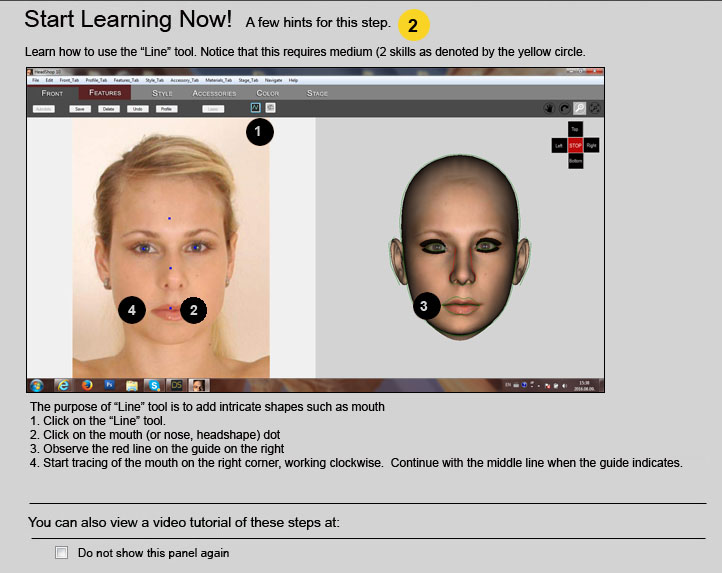 Start Learning Now! A few hints for this step. 2
Learn how to use the “Line” tool. Notice that this requires medium (2 skills as denoted by the yellow circle.
HeadShop 10
File Edit Front_Tab Profile_Tab Features_Tab Style_Tab Accessory_Tab Materials_Tab Stage_Tab Navigate Help
FRONT FEATURES STYLE ACCESSORIES COLOR STAGE
Save Delete Undo Profile
1
Top
Left STOP Right
Bottom
4 2 3
EN 15:38
2016.06.09.
The purpose of “Line” tool is to add intricate shapes such as mouth
1. Click on the “Line” tool.
2. Click on the mouth (or nose, headshape) dot
3. Observe the red line on the guide on the right
4. Start tracing of the mouth on the right corner, working clockwise. Continue with the middle line when the guide indicates.
You can also view a video tutorial of these steps at:
Do not show this panel again